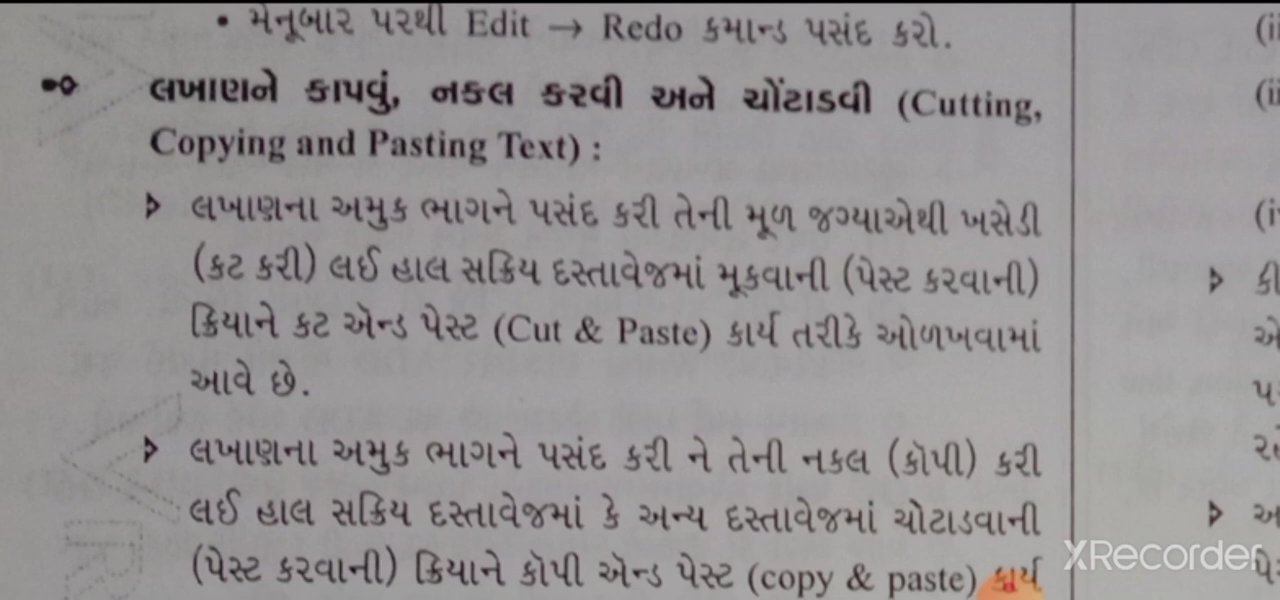 • મેનૂબાર પરથી Edit → Redo કમાન્ડ પસંદ કરો.
લખાણને કાપવું, નકલ કરવી અને ચોંટાડવી (Cutting,
Copying and Pasting Text) :
લખાણના અમુક ભાગને પસંદ કરી તેની મૂળ જગ્યાએથી ખસેડી
(કટ કરી) લઈ હાલ સક્રિય દસ્તાવેજમાં મૂકવાની (પેસ્ટ કરવાની)
ક્રિયાને કટ ઍન્ડ પેસ્ટ (Cut & Paste) કાર્ય તરીકે ઓળખવામાં
આવે છે.
લખાણના અમુક ભાગને પસંદ કરી ને તેની નકલ (કૉપી) કરી
લઈ હાલ સક્રિય દસ્તાવેજમાં કે અન્ય દસ્તાવેજમાં ચોટાડવાની
(પેસ્ટ કરવાની) ક્રિયાને કૉપી ઍન્ડ પેસ્ટ (copy & paste) કાર્ય
XRecorder